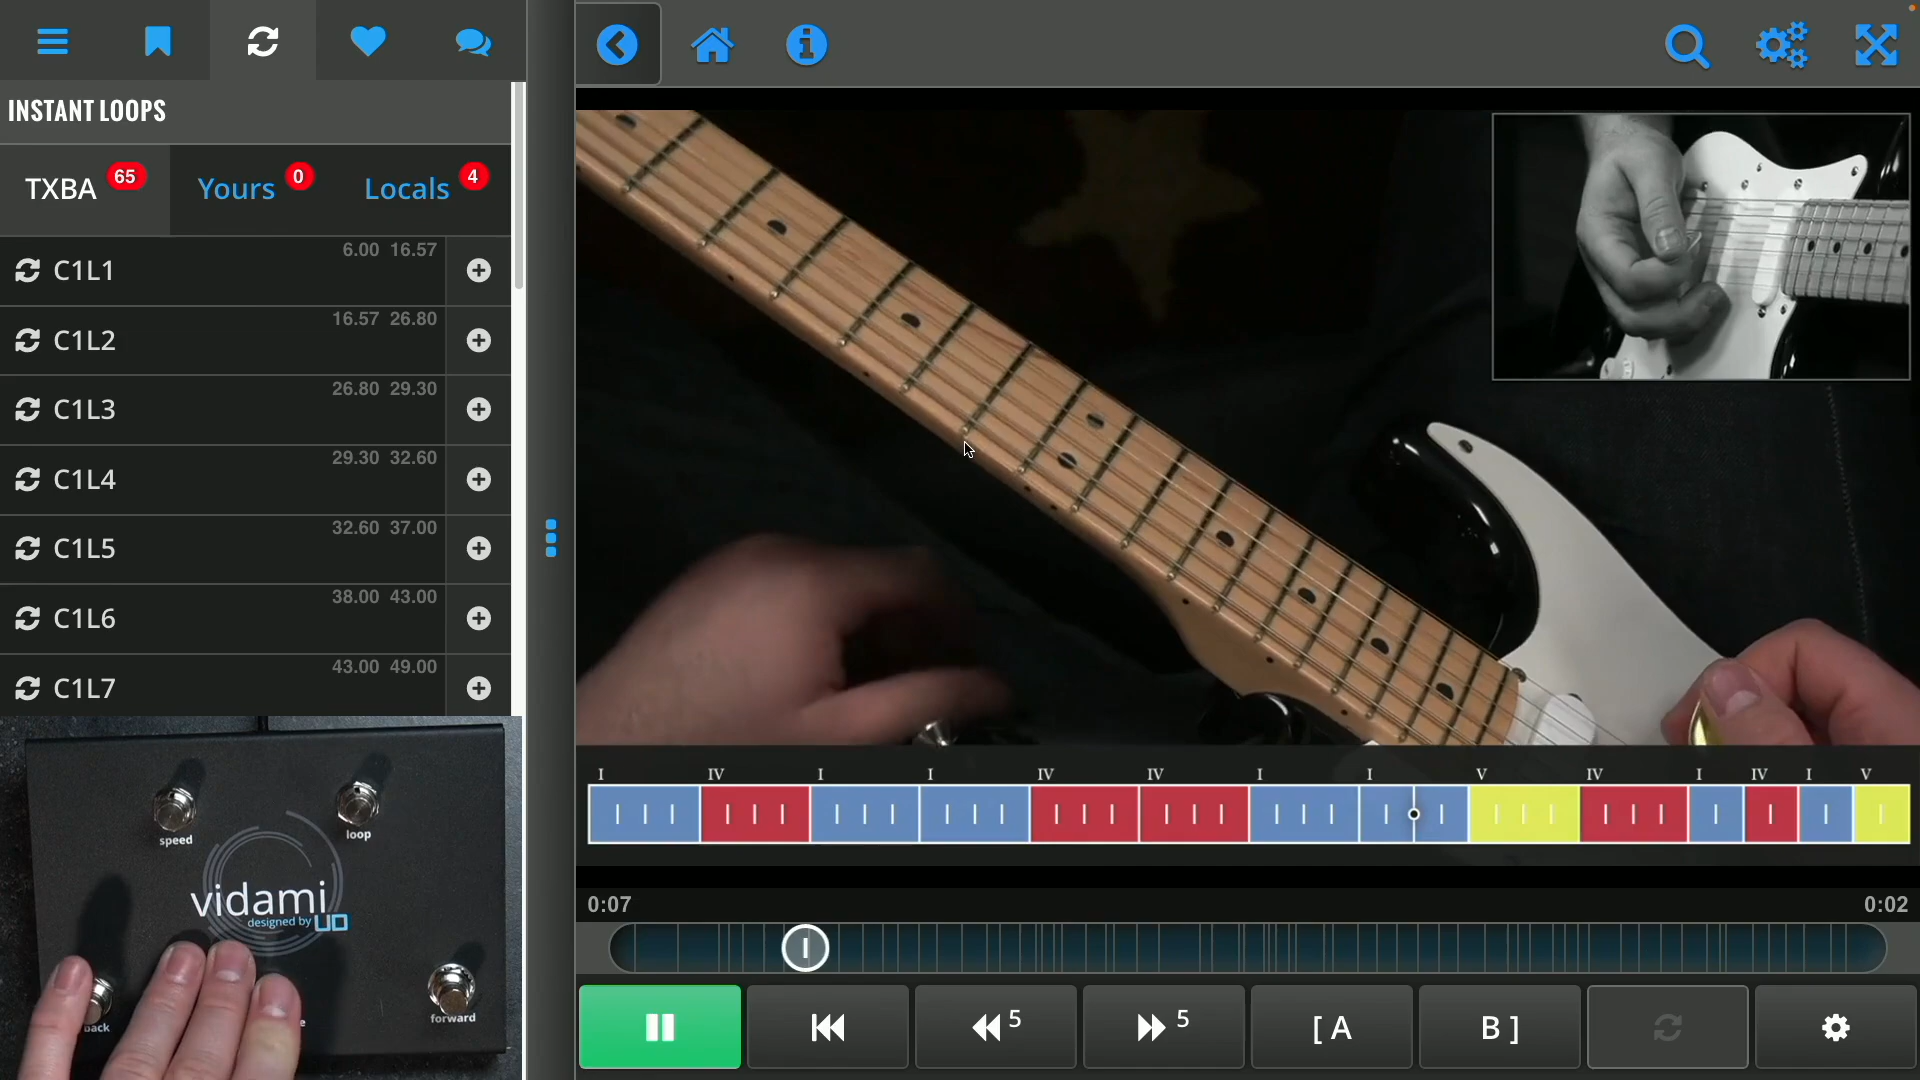 INSTANT LOOPS
TXBA 65
Yours 0
Locals 4
C1L1 6.00 16.57
C1L2 16.57 26.80
C1L3 26.80 29.30
C1L4 29.30 32.60
C1L5 32.60 37.00
C1L6 38.00 43.00
C1L7 43.00 49.00
speed
loop
vidami
designed by UO
back
e
forward
I IV I I IV IV I I V IV I IV I V
0:07
0:02
5
5
[ A
B ]